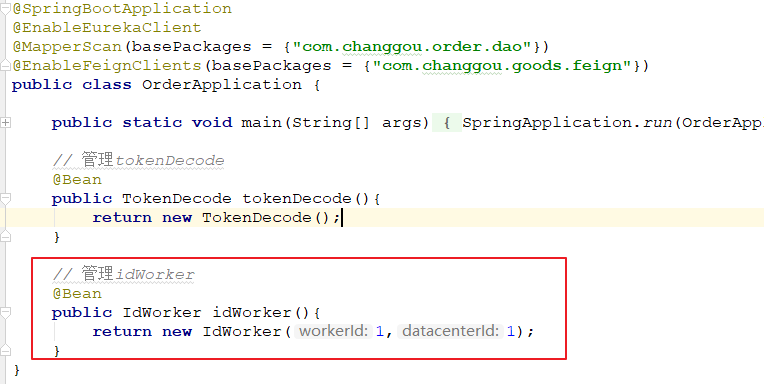 @SpringBootApplication
@EnableEurekaClient
@MapperScan(basePackages = {"com.changgou.order.dao"})
@EnableFeignClients(basePackages = {"com.changgou.goods.feign"})
public class OrderApplication {
public static void main(String[] args) { SpringApplication.run(OrderAppl
// 管理tokenDecode
@Bean
public TokenDecode tokenDecode(){
return new TokenDecode();
}
// 管理idWorker
@Bean
public IdWorker idWorker(){
return new IdWorker( workerId: 1, datacenterId: 1);
}
}